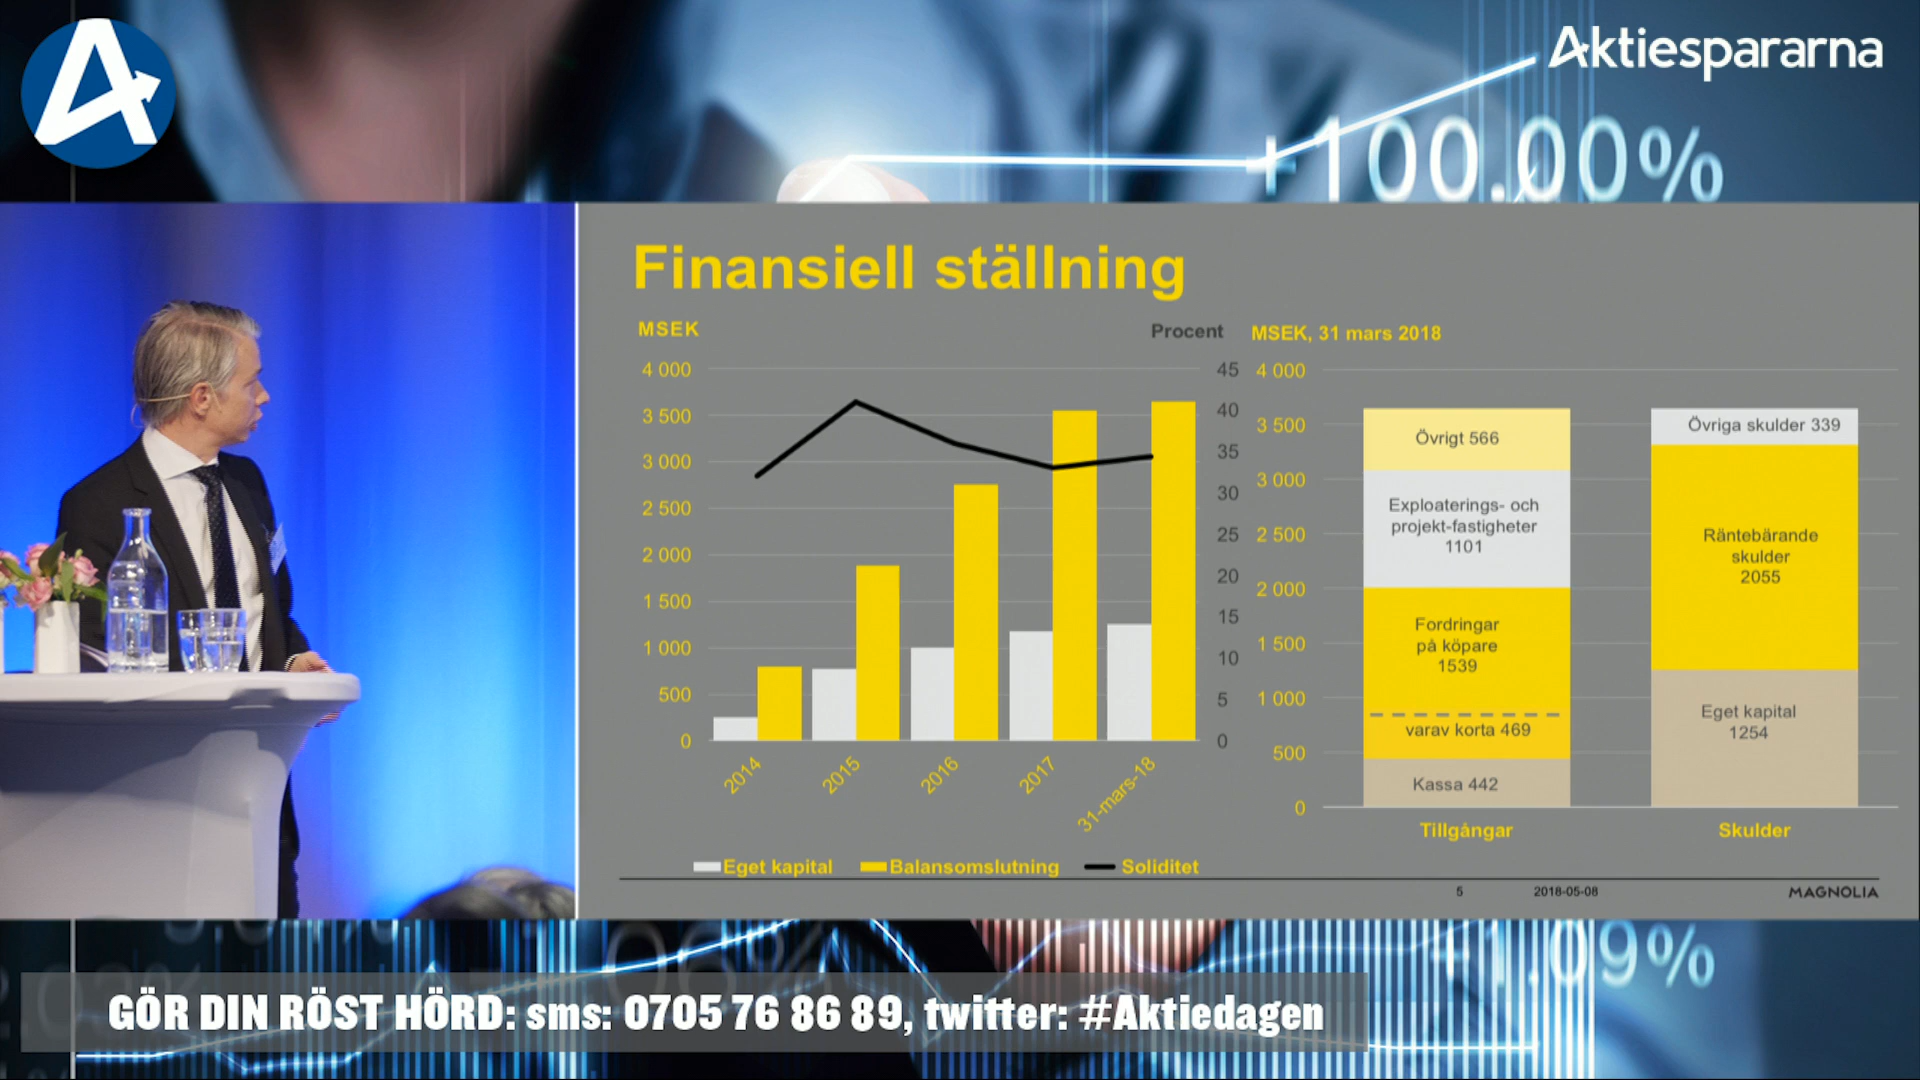 Aktiespararna
+100.00%
Finansiell ställning
MSEK
Procent
MSEK, 31 mars 2018
4 000
3 500
3 000
2 500
2 000
1 500
1 000
500
0
45
40
35
30
25
20
15
10
5
0
2014
2015
2016
2017
31-mars-18
Eget kapital
Balansomslutning
Soliditet
4 000
3 500
3 000
2 500
2 000
1 500
1 000
500
0
Övrigt 566
Exploaterings- och
projekt-fastigheter
1101
Fordringar
på köpare
1539
varav korta 469
Kassa 442
Tillgångar
Övriga skulder 339
Räntebärande
skulder
2055
Eget kapital
1254
Skulder
5
2018-05-08
MAGNOLIA
GÖR DIN RÖST HÖRD: sms: 0705 76 86 89, twitter: #Aktiedagen